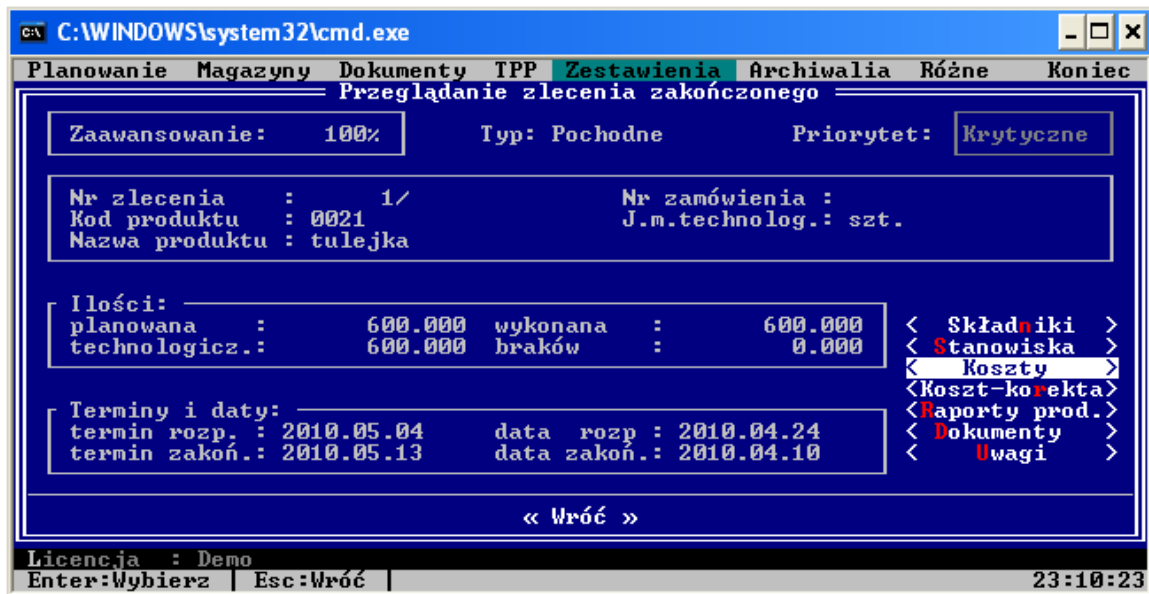 C:\WINDOWS\system32\cmd.exe
Planowanie Magazyny Dokumenty TPP Zestawienia Archiwalia Różne Koniec
Przeglądanie zlecenia zakończonego
Zaawansowanie: 100% Typ: Pochodne Priorytet: Krytyczne
Nr zlecenia : 1/ Nr zamówienia :
Kod produktu : 0021 J.m.technolog.: szt.
Nazwa produktu : tulejka
Ilości:
planowana : 600.000 wykonana : 600.000 < Składniki >
technologicz.: 600.000 braków : 0.000 < Stanowiska >
< Koszty >
<Koszt-korekta>
Terminy i daty: <Raporty prod.>
termin rozp. : 2010.05.04 data rozp : 2010.04.24 < Dokumenty >
termin zakoń.: 2010.05.13 data zakoń.: 2010.04.10 < Uwagi >
« Wróć »
Licencja : Demo
Enter:Wybierz | Esc:Wróć | 23:10:23